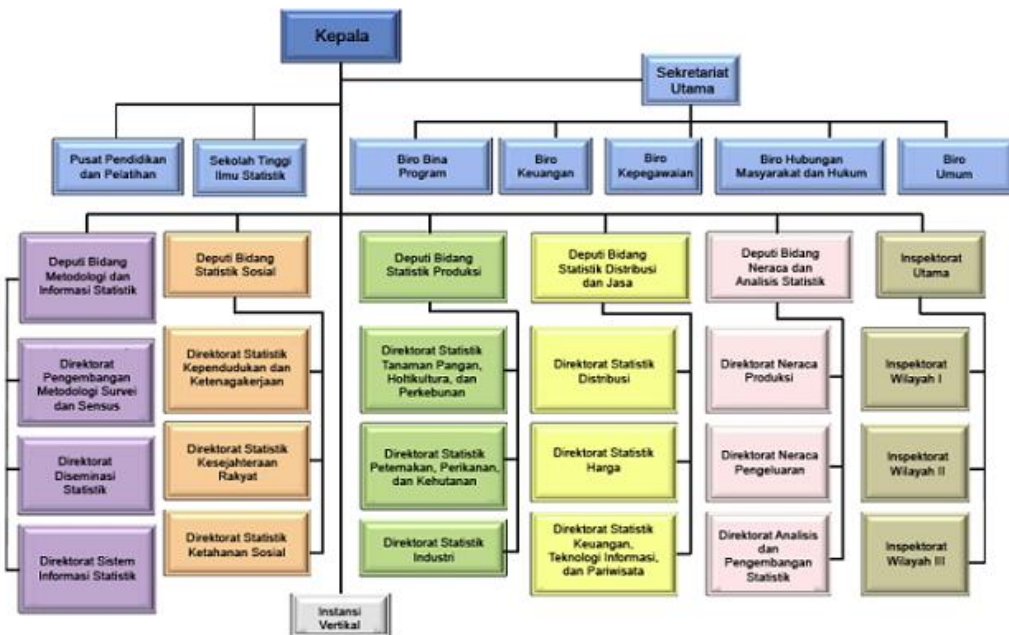 Kepala
Sekretariat
Utama
Pusat Pendidikan
dan Pelatihan
Sekolah Tinggi
Ilmu Statistik
Biro Bina
Program
Biro
Keuangan
Biro
Kepegawaian
Biro Hubungan
Masyarakat dan Hukum
Biro
Umum
Deputi Bidang
Metodologi dan
Informasi Statistik
Deputi Bidang
Statistik Sosial
Deputi Bidang
Statistik Produksi
Deputi Bidang
Statistik Distribusi
dan Jasa
Deputi Bidang
Neraca dan
Analisis Statistik
Inspektorat
Utama
Direktorat
Pengembangan
Metodologi Survei
dan Sensus
Direktorat Statistik
Kependudukan dan
Ketenagakerjaan
Direktorat Statistik
Tanaman Pangan,
Holtikultura, dan
Perkebunan
Direktorat Statistik
Distribusi
Direktorat Neraca
Produksi
Inspektorat
Wilayah I
Direktorat
Diseminasi
Statistik
Direktorat Statistik
Kesejahteraan
Rakyat
Direktorat Statistik
Peternakan, Perikanan,
dan Kehutanan
Direktorat Statistik
Harga
Direktorat Neraca
Pengeluaran
Inspektorat
Wilayah II
Direktorat Sistem
Informasi Statistik
Direktorat Statistik
Ketahanan Sosial
Direktorat Statistik
Industri
Direktorat Statistik
Keuangan,
Teknologi Informasi,
dan Pariwisata
Direktorat Analisis
dan
Pengembangan
Statistik
Inspektorat
Wilayah III
Instansi
Vertikal